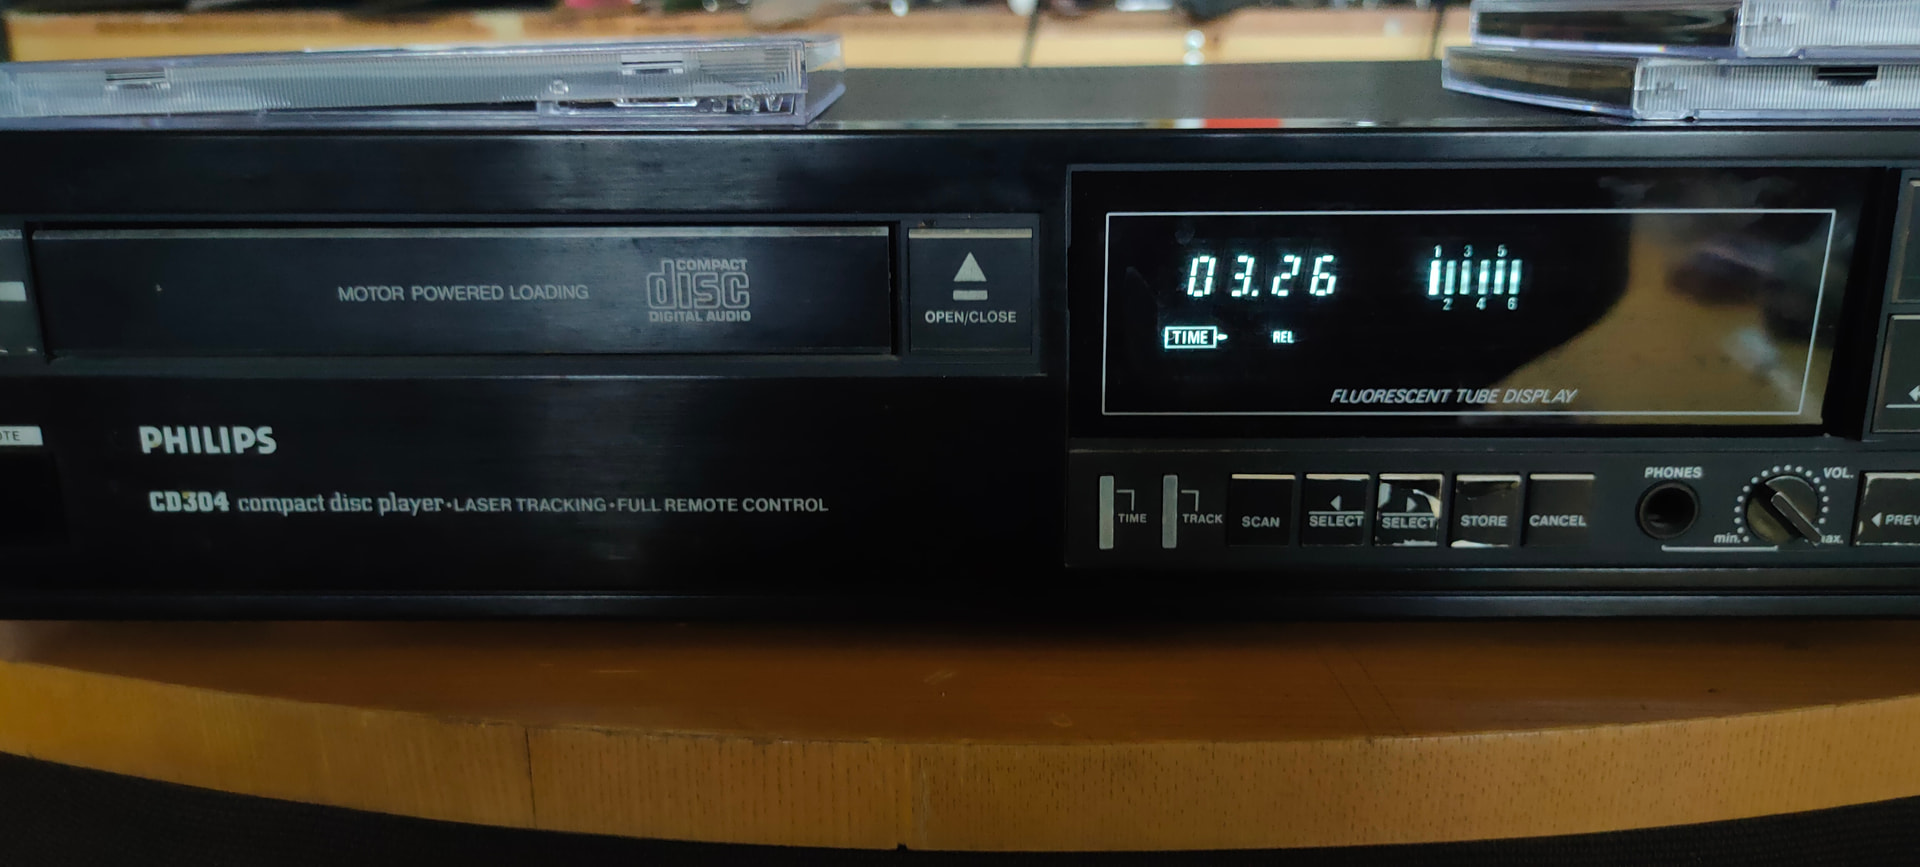 MOTOR POWERED LOADING
COMPACT
disc
DIGITAL AUDIO
OPEN/CLOSE
PHILIPS
CD304 compact disc player·LASER TRACKING·FULL REMOTE CONTROL
1 3 5
03.26
2 4 6
TIME REL
FLUORESCENT TUBE DISPLAY
TIME
TRACK
SCAN
SELECT
SELECT
STORE
CANCEL
PHONES
VOL.
min.
PREV